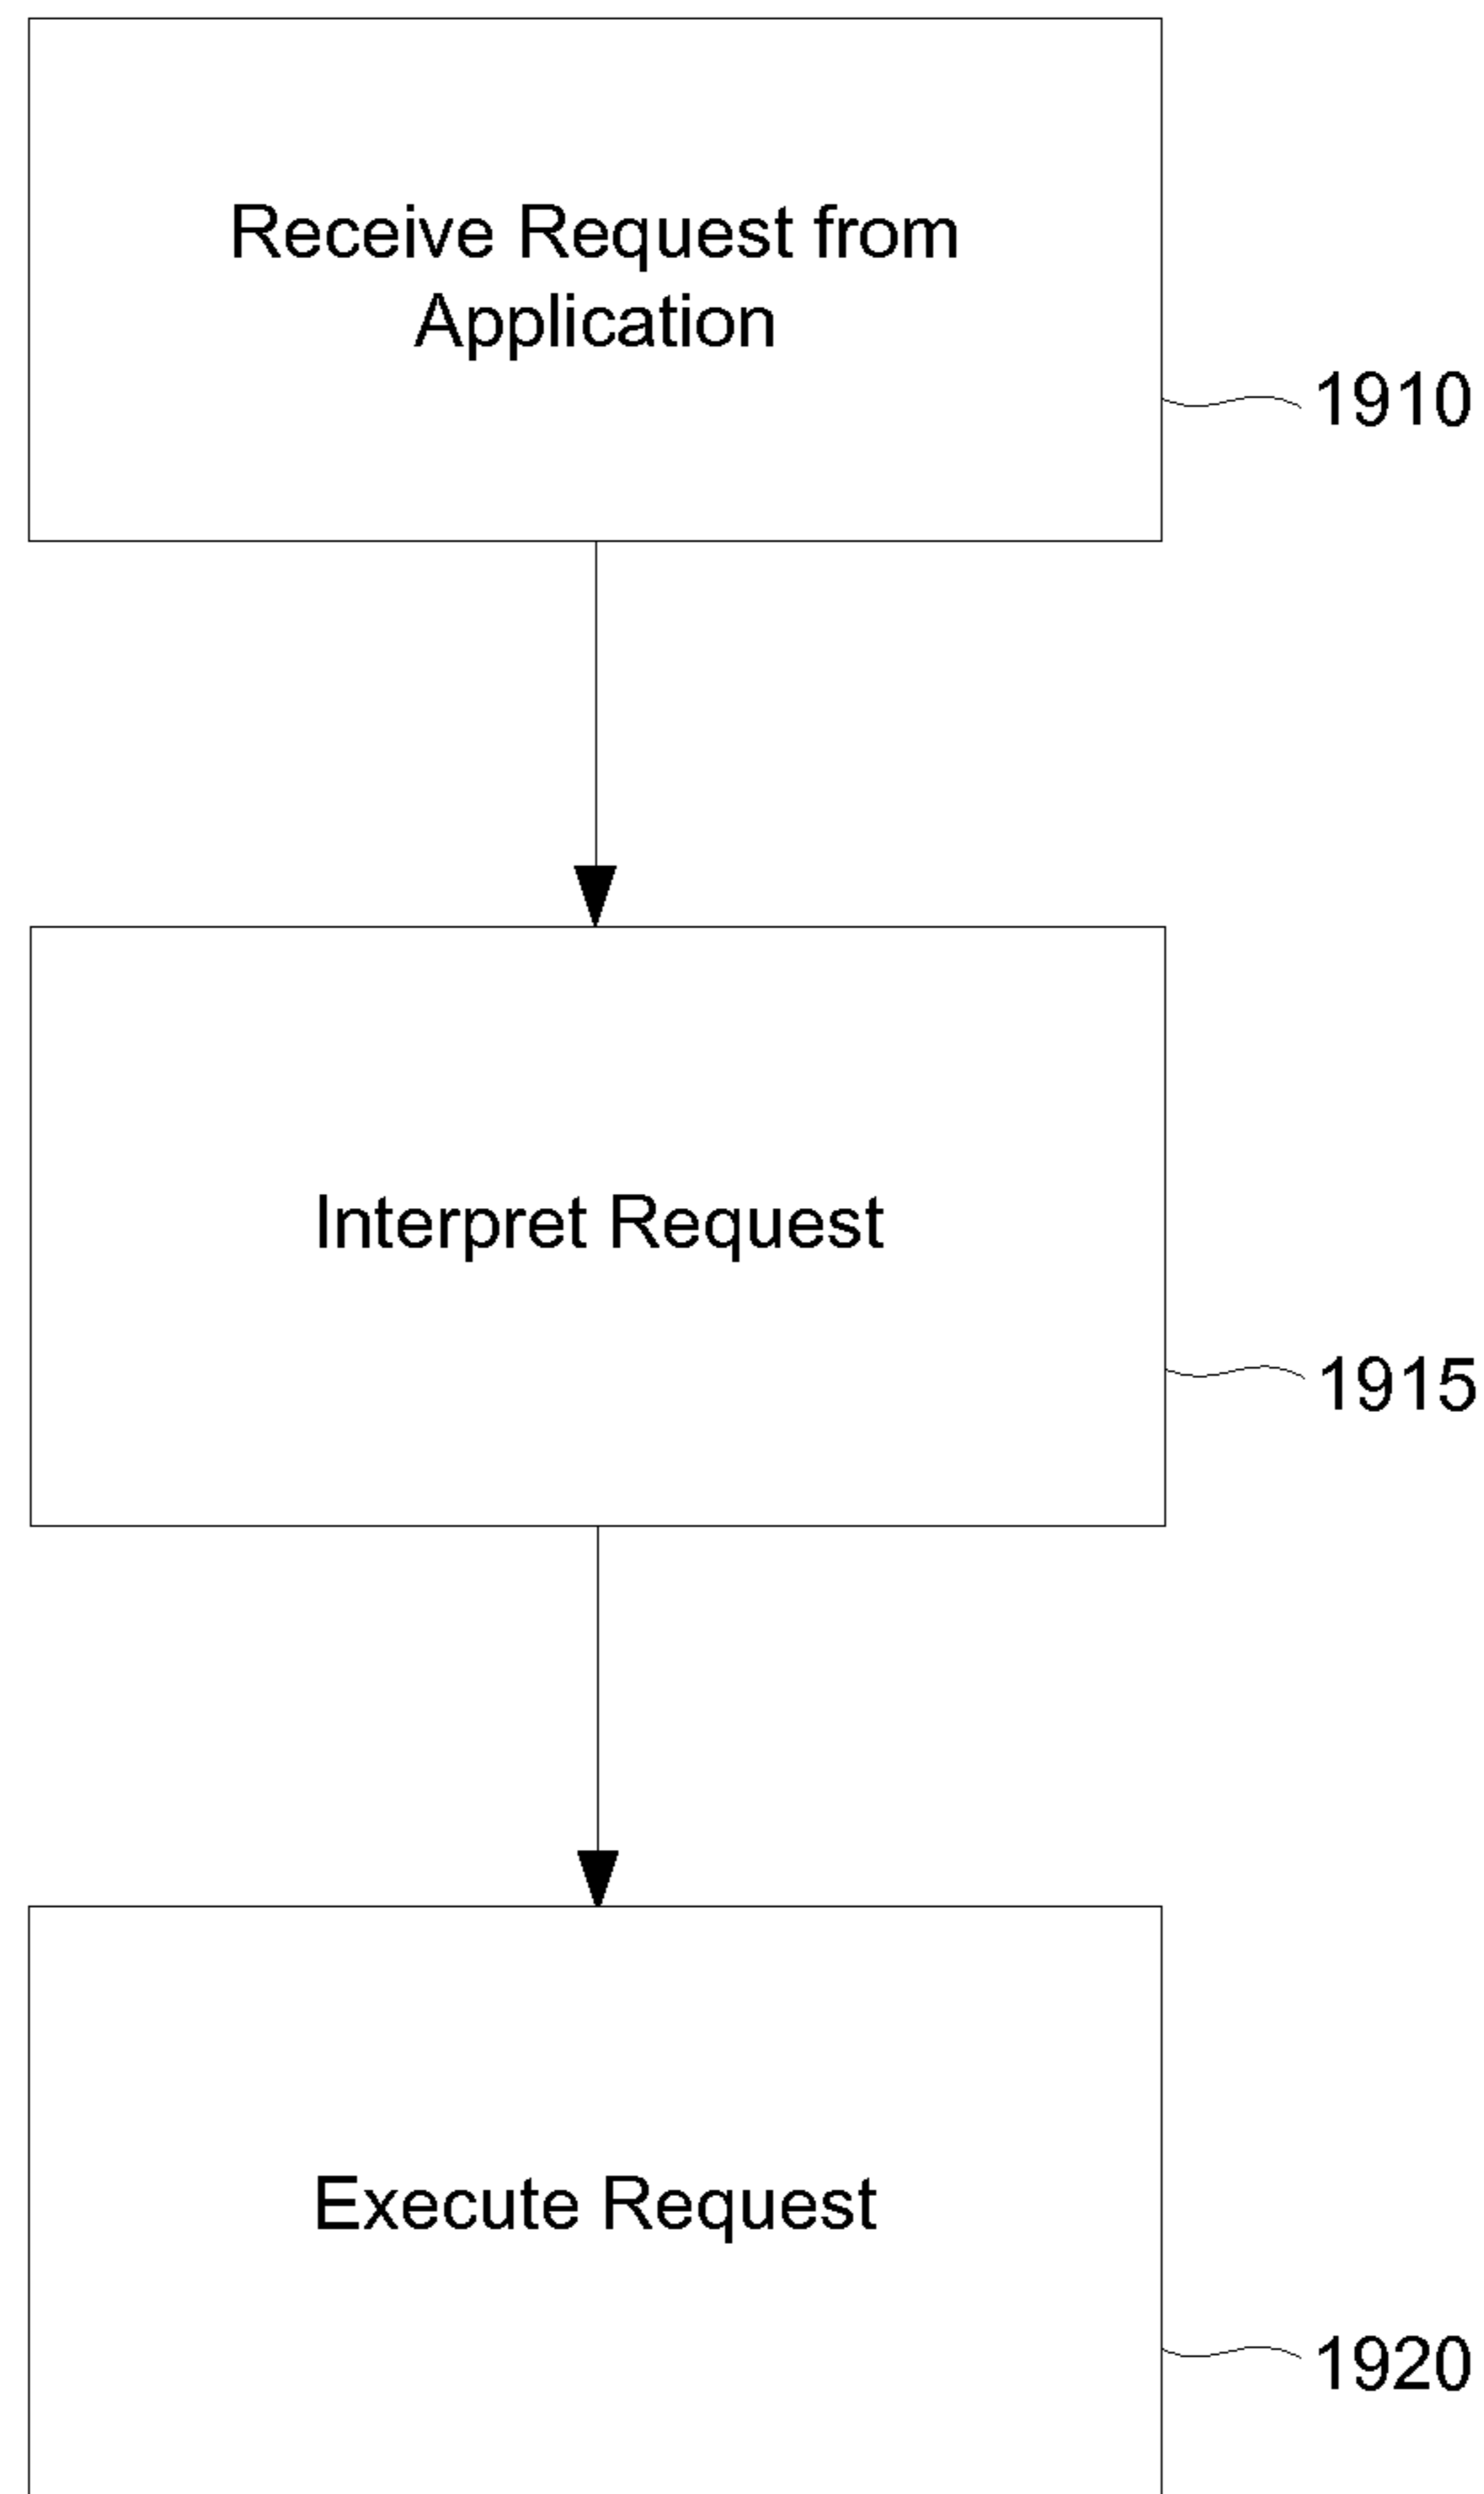 Receive Request from
Application
1910
Interpret Request
1915
Execute Request
1920